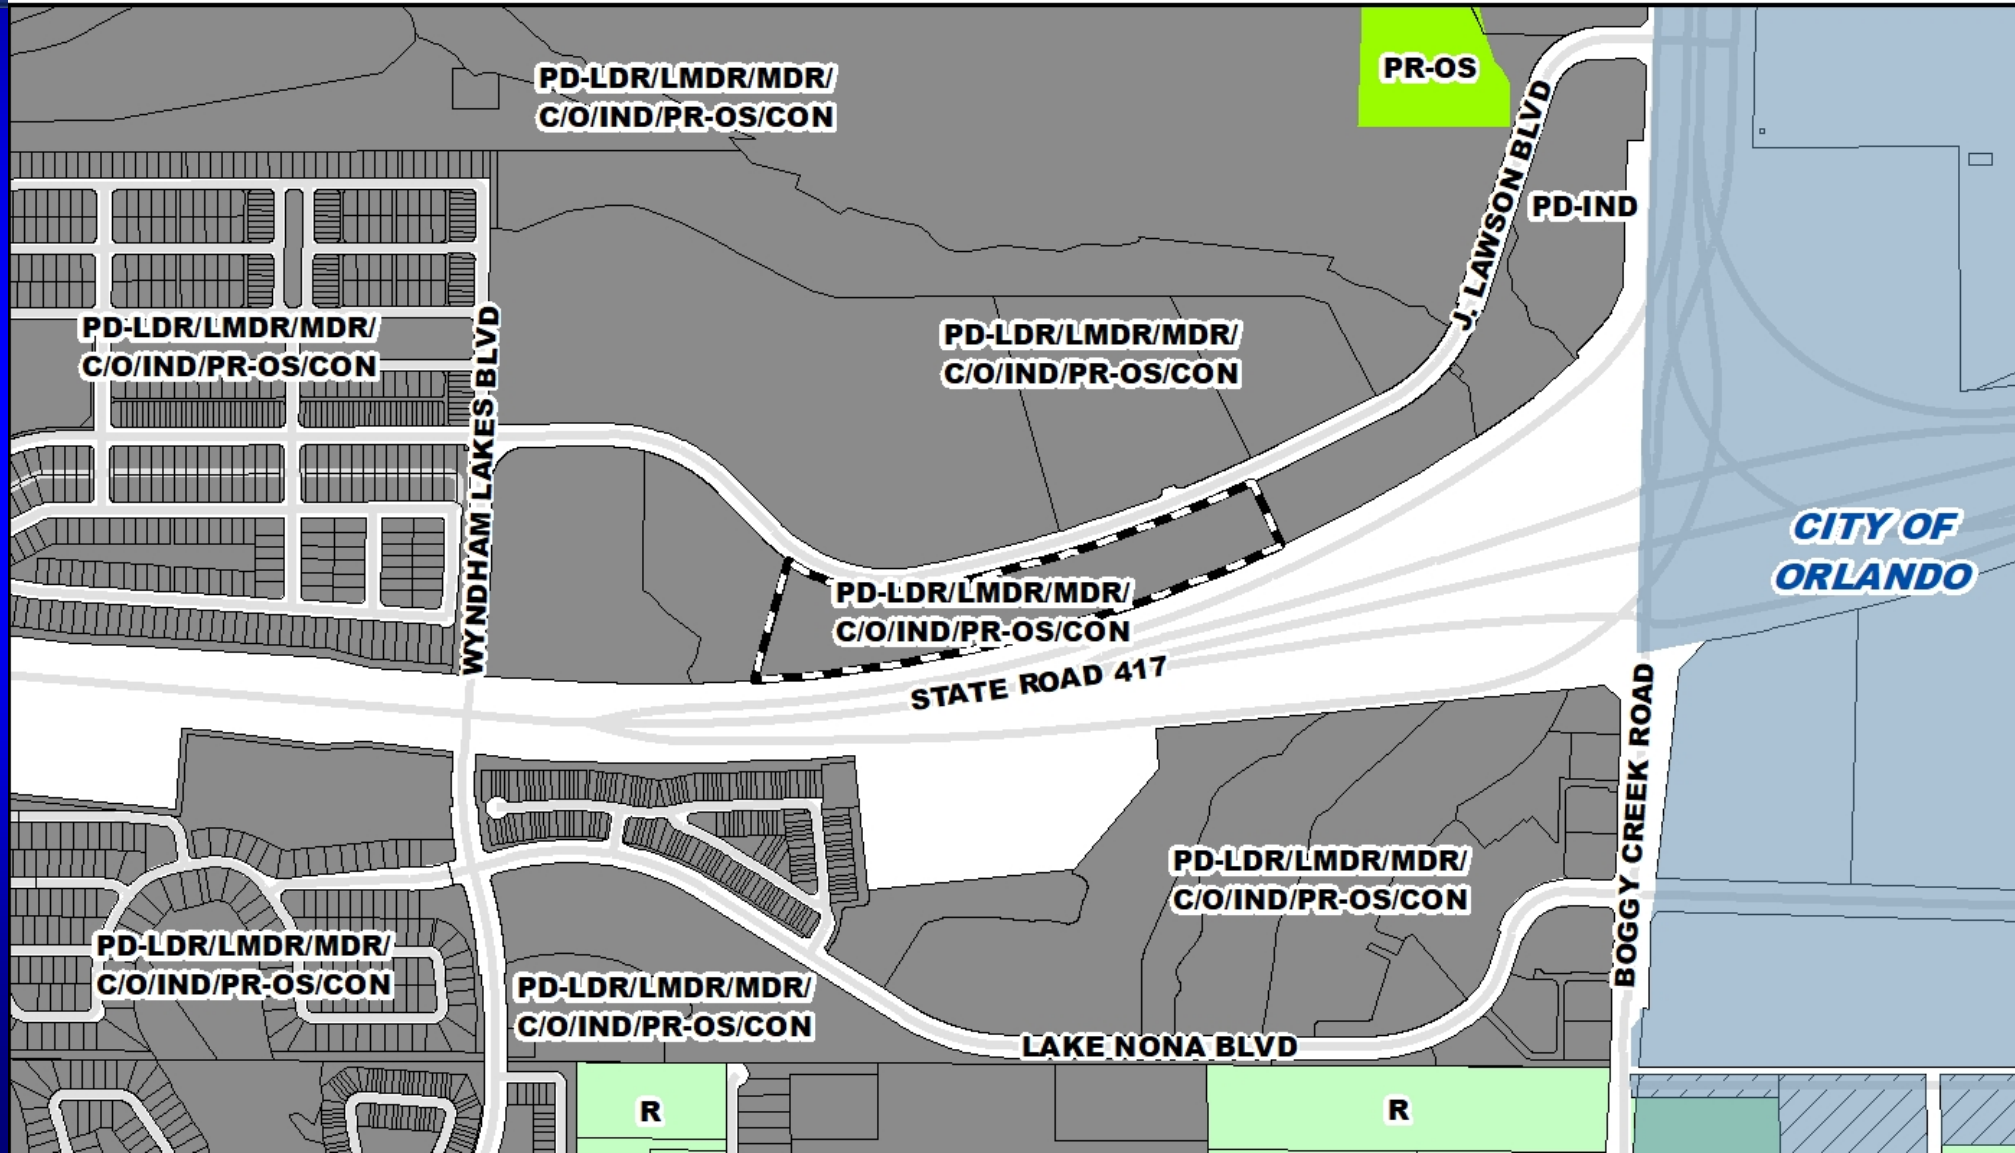 PD-LDR/LMDR/MDR/
C/O/IND/PR-OS/CON
PR-OS
J. LAWSON BLVD
PD-IND
PD-LDR/LMDR/MDR/
C/O/IND/PR-OS/CON
WYNDHAM LAKES BLVD
PD-LDR/LMDR/MDR/
C/O/IND/PR-OS/CON
CITY OF
ORLANDO
PD-LDR/LMDR/MDR/
C/O/IND/PR-OS/CON
STATE ROAD 417
BOGGY CREEK ROAD
PD-LDR/LMDR/MDR/
C/O/IND/PR-OS/CON
PD-LDR/LMDR/MDR/
C/O/IND/PR-OS/CON
PD-LDR/LMDR/MDR/
C/O/IND/PR-OS/CON
LAKE NONA BLVD
R
R